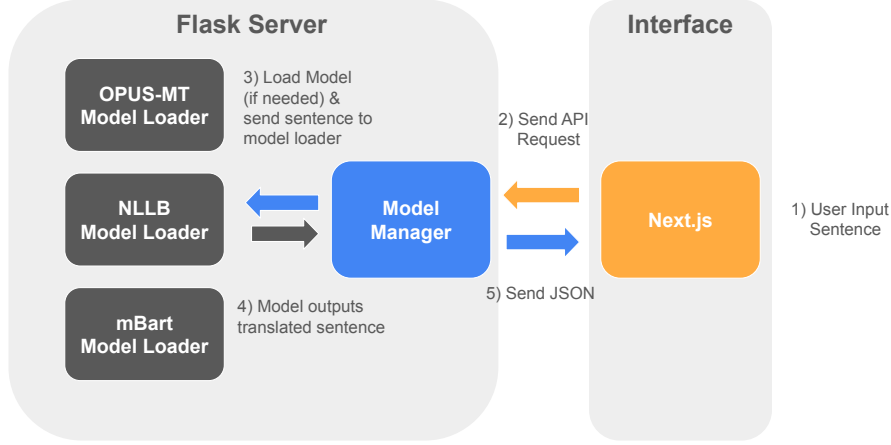 Flask Server
Interface
OPUS-MT
Model Loader
3) Load Model
(if needed) &
send sentence to
model loader
2) Send API
Request
NLLB
Model Loader
Model
Manager
Next.js
1) User Input
Sentence
mBart
Model Loader
4) Model outputs
translated sentence
5) Send JSON